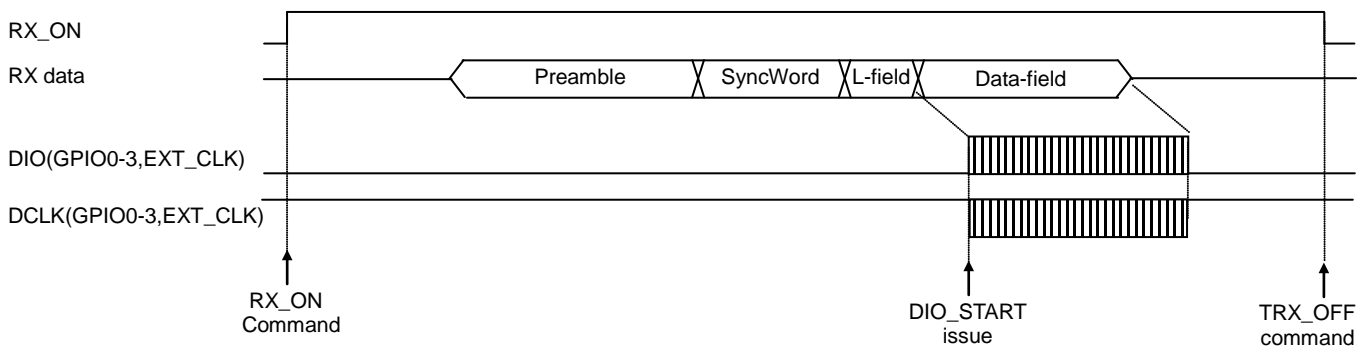 RX_ON
RX data
Preamble
SyncWord
L-field
Data-field
DIO(GPIO0-3,EXT_CLK)
DCLK(GPIO0-3,EXT_CLK)
RX_ON
Command
DIO_START
issue
TRX_OFF
command